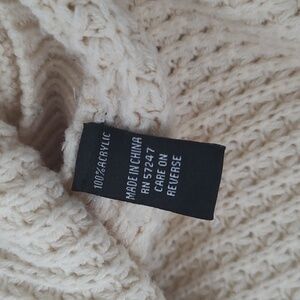 100% ACRYLIC
MADE IN CHINA
RN 57247
CARE ON
REVERSE